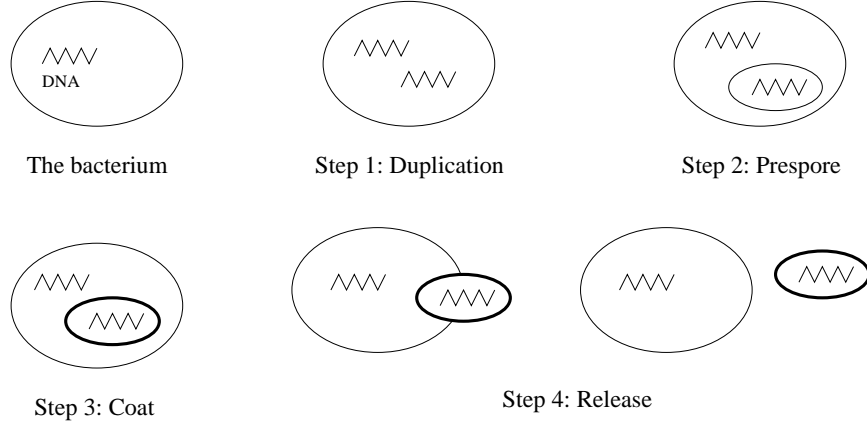 DNA
The bacterium
Step 1: Duplication
Step 2: Prespore
Step 3: Coat
Step 4: Release